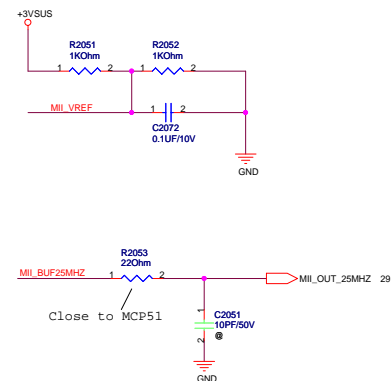 +3VSUS
R2051
1KOhm
R2052
1KOhm
1 2 1 2
MII_VREF
1 2
C2072
0.1UF/10V
GND
R2053
22Ohm
MII_BUF25MHZ
1 2
MII_OUT_25MHZ 29
Close to MCP51
1
C2051
10PF/50V
@
2
GND